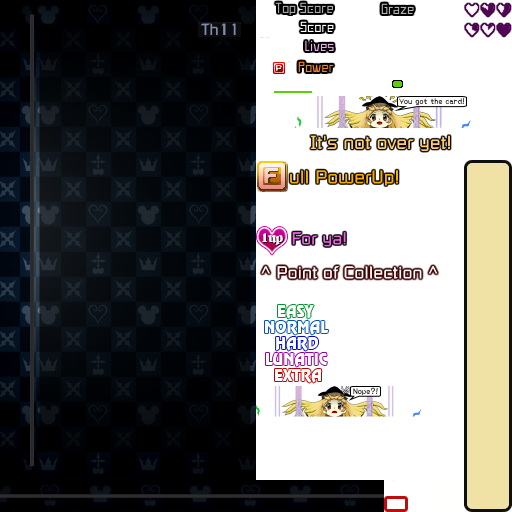 Th11
Top Score
Graze
Score
Lives
F Power
You got the card!
It's not over yet!
Full PowerUp!
1up For ya!
^ Point of Collection ^
EASY
NORMAL
HARD
LUNATIC
EXTRA
Nope?!